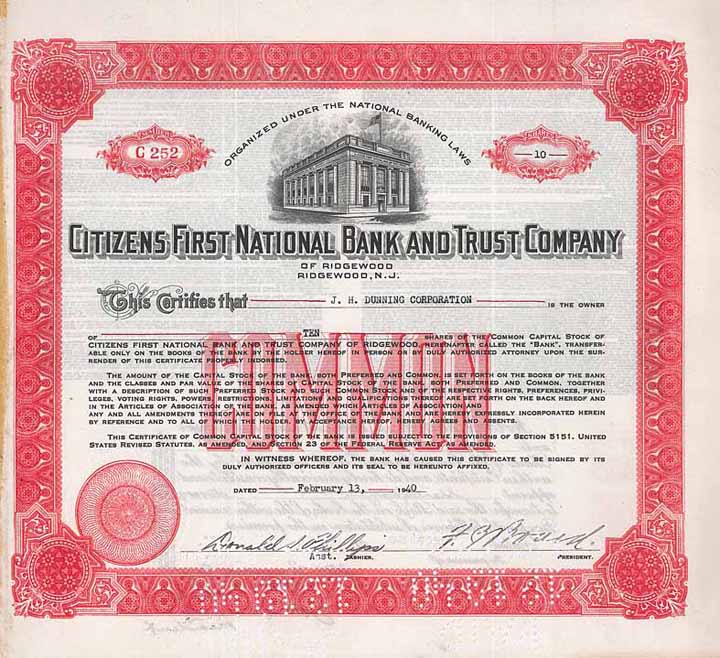 ORGANIZED UNDER THE NATIONAL BANKING LAWS
C 252
SHARES
10
CITIZENS FIRST NATIONAL BANK AND TRUST COMPANY
OF RIDGEWOOD
RIDGEWOOD, N.J.
This Certifies that J. H. DUNNING CORPORATION IS THE OWNER
OF TEN SHARES OF THE COMMON CAPITAL STOCK OF
CITIZENS FIRST NATIONAL BANK AND TRUST COMPANY OF RIDGEWOOD, HEREINAFTER CALLED THE "BANK", TRANSFER-
ABLE ONLY ON THE BOOKS OF THE BANK BY THE HOLDER HEREOF IN PERSON OR BY DULY AUTHORIZED ATTORNEY UPON THE SUR-
RENDER OF THIS CERTIFICATE PROPERLY INDORSED.
COMMON
THE AMOUNT OF THE CAPITAL STOCK OF THE BANK, BOTH PREFERRED AND COMMON, IS SET FORTH ON THE BOOKS OF THE BANK
AND THE CLASSES AND PAR VALUE OF THE SHARES OF CAPITAL STOCK OF THE BANK, BOTH PREFERRED AND COMMON, TOGETHER
WITH A DESCRIPTION OF SUCH PREFERRED STOCK AND SUCH COMMON STOCK AND OF THE RESPECTIVE RIGHTS, PREFERENCES, PRIVI-
LEGES, VOTING RIGHTS, POWERS, RESTRICTIONS, LIMITATIONS AND QUALIFICATIONS THEREOF ARE SET FORTH ON THE BACK HEREOF AND
IN THE ARTICLES OF ASSOCIATION OF THE BANK, AS AMENDED WHICH ARTICLES OF ASSOCIATION AND
ANY AND ALL AMENDMENTS THERETO ARE ON FILE AT THE OFFICE OF THE BANK AND ARE HEREBY EXPRESSLY INCORPORATED HEREIN
BY REFERENCE AND TO ALL OF WHICH THE HOLDER, BY ACCEPTANCE HEREOF, HEREBY AGREES AND ASSENTS.
THIS CERTIFICATE OF COMMON CAPITAL STOCK OF THE BANK IS ISSUED SUBJECT TO THE PROVISIONS OF SECTION 5151, UNITED
STATES REVISED STATUTES, AS AMENDED, AND SECTION 23 OF THE FEDERAL RESERVE ACT, AS AMENDED.
IN WITNESS WHEREOF, THE BANK HAS CAUSED THIS CERTIFICATE TO BE SIGNED BY ITS
DULY AUTHORIZED OFFICERS AND ITS SEAL TO BE HEREUNTO AFFIXED.
DATED February 13, 1940
Donald S. Phillips
Asst. CASHIER. PRESIDENT.